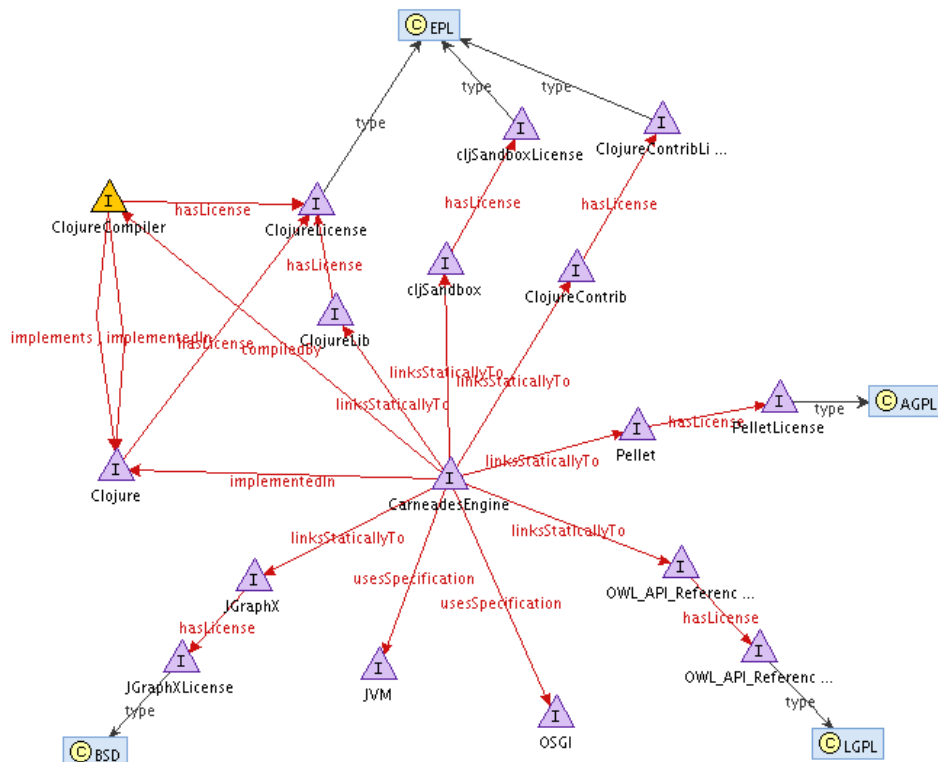 C EPL
type
type
type
I
cljSandboxLicense
I
ClojureContribLi ...
I
ClojureCompiler
hasLicense
I
ClojureLicense
hasLicense
hasLicense
hasLicense
I
cljSandbox
I
ClojureContrib
I
ClojureLib
implements
implementedIn
hasLicense
compiledBy
linksStaticallyTo
linksStaticallyTo
linksStaticallyTo
I
PelletLicense
type
C AGPL
hasLicense
I
Pellet
linksStaticallyTo
I
Clojure
implementedIn
I
CarneadesEngine
linksStaticallyTo
linksStaticallyTo
I
JGraphX
usesSpecification
usesSpecification
I
OWL_API_Referenc ...
hasLicense
hasLicense
I
JGraphXLicense
I
JVM
I
OWL_API_Referenc ...
type
type
I
OSGI
C BSD
C LGPL